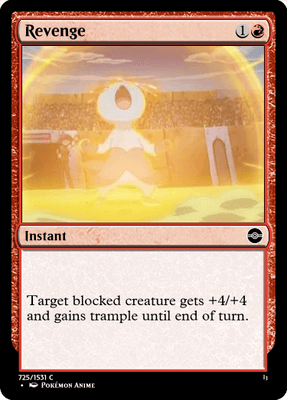 Revenge 1
Instant
Target blocked creature gets +4/+4
and gains trample until end of turn.
725/1531 C
Pokémon Anime